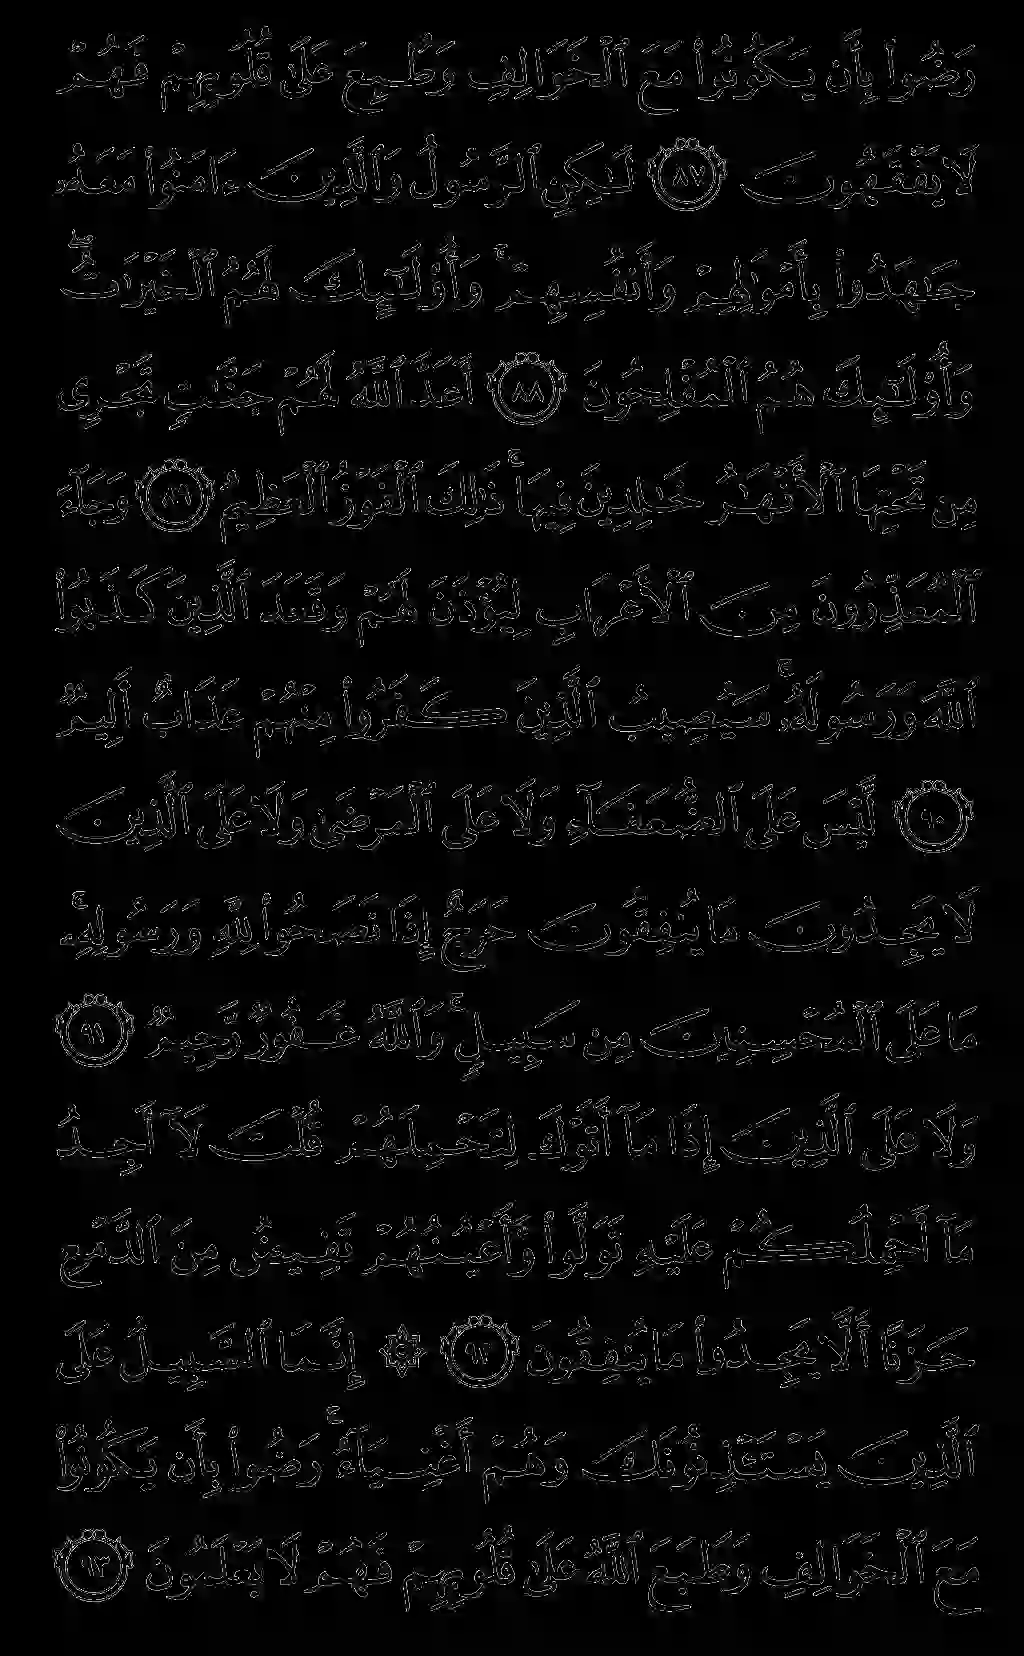 رَضُوا۟ بِأَن يَكُونُوا۟ مَعَ ٱلْخَوَالِفِ وَطُبِعَ عَلَىٰ قُلُوبِهِمْ فَهُمْ
لَا يَفْقَهُونَ ٨٧ لَـٰكِنِ ٱلرَّسُولُ وَٱلَّذِينَ ءَامَنُوا۟ مَعَهُۥ
جَـٰهَدُوا۟ بِأَمْوَٰلِهِمْ وَأَنفُسِهِمْ ۚ وَأُو۟لَـٰٓئِكَ لَهُمُ ٱلْخَيْرَٰتُ ۖ
وَأُو۟لَـٰٓئِكَ هُمُ ٱلْمُفْلِحُونَ ٨٨ أَعَدَّ ٱللَّهُ لَهُمْ جَنَّـٰتٍ تَجْرِى
مِن تَحْتِهَا ٱلْأَنْهَـٰرُ خَـٰلِدِينَ فِيهَا ۚ ذَٰلِكَ ٱلْفَوْزُ ٱلْعَظِيمُ ٨٩ وَجَآءَ
ٱلْمُعَذِّرُونَ مِنَ ٱلْأَعْرَابِ لِيُؤْذَنَ لَهُمْ وَقَعَدَ ٱلَّذِينَ كَذَبُوا۟
ٱللَّهَ وَرَسُولَهُۥ ۚ سَيُصِيبُ ٱلَّذِينَ كَفَرُوا۟ مِنْهُمْ عَذَابٌ أَلِيمٌ
٩٠ لَّيْسَ عَلَى ٱلضُّعَفَآءِ وَلَا عَلَى ٱلْمَرْضَىٰ وَلَا عَلَى ٱلَّذِينَ
لَا يَجِدُونَ مَا يُنفِقُونَ حَرَجٌ إِذَا نَصَحُوا۟ لِلَّهِ وَرَسُولِهِۦ ۚ
مَا عَلَى ٱلْمُحْسِنِينَ مِن سَبِيلٍ ۚ وَٱللَّهُ غَفُورٌ رَّحِيمٌ ٩١
وَلَا عَلَى ٱلَّذِينَ إِذَا مَآ أَتَوْكَ لِتَحْمِلَهُمْ قُلْتَ لَآ أَجِدُ
مَآ أَحْمِلُكُمْ عَلَيْهِ تَوَلَّوا۟ وَّأَعْيُنُهُمْ تَفِيضُ مِنَ ٱلدَّمْعِ
حَزَنًا أَلَّا يَجِدُوا۟ مَا يُنفِقُونَ ٩٢ ۞ إِنَّمَا ٱلسَّبِيلُ عَلَى
ٱلَّذِينَ يَسْتَـْٔذِنُونَكَ وَهُمْ أَغْنِيَآءُ ۚ رَضُوا۟ بِأَن يَكُونُوا۟
مَعَ ٱلْخَوَالِفِ وَطَبَعَ ٱللَّهُ عَلَىٰ قُلُوبِهِمْ فَهُمْ لَا يَعْلَمُونَ ٩٣